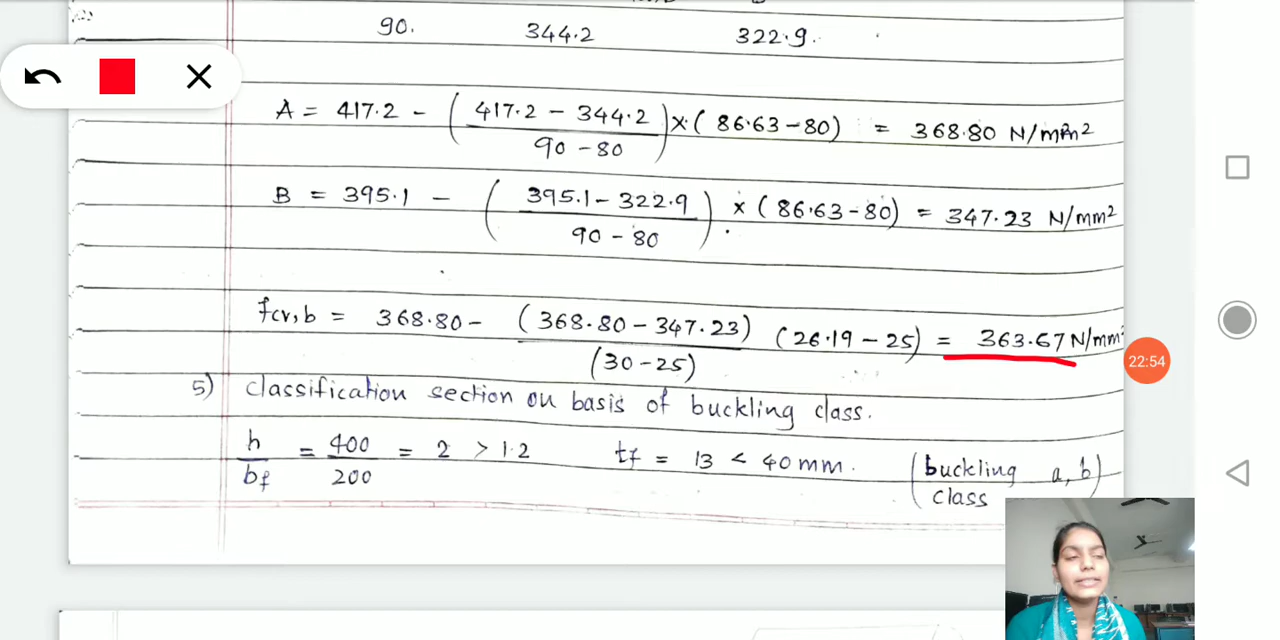 90. 344.2 322.9.
A = 417.2 - (417.2 - 344.2 / 90 - 80) × (86.63 - 80) = 368.80 N/mm²
B = 395.1 - (395.1 - 322.9 / 90 - 80) × (86.63 - 80) = 347.23 N/mm²
fcr,b = 368.80 - (368.80 - 347.23) / (30 - 25) (26.19 - 25) = 363.67 N/mm²
22:54
5) Classification section on basis of buckling class.
h / bf = 400 / 200 = 2 > 1.2 tf = 13 < 40 mm. (buckling class a, b)